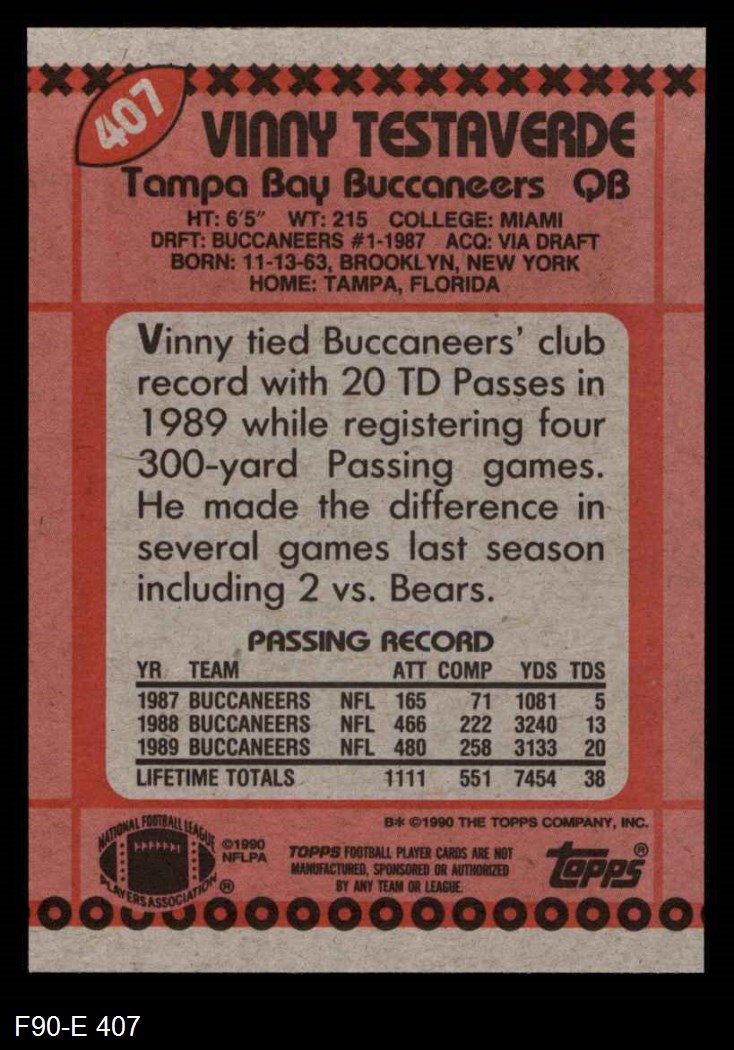 407
VINNY TESTAVERDE
Tampa Bay Buccaneers QB
HT: 6'5" WT: 215 COLLEGE: MIAMI
DRFT: BUCCANEERS #1-1987 ACQ: VIA DRAFT
BORN: 11-13-63, BROOKLYN, NEW YORK
HOME: TAMPA, FLORIDA
Vinny tied Buccaneers' club
record with 20 TD Passes in
1989 while registering four
300-yard Passing games.
He made the difference in
several games last season
including 2 vs. Bears.
PASSING RECORD
YR TEAM ATT COMP YDS TDS
1987 BUCCANEERS NFL 165 71 1081 5
1988 BUCCANEERS NFL 466 222 3240 13
1989 BUCCANEERS NFL 480 258 3133 20
LIFETIME TOTALS 1111 551 7454 38
B* ©1990 THE TOPPS COMPANY, INC.
NATIONAL FOOTBALL LEAGUE
PLAYERS ASSOCIATION ®
©1990
NFLPA
TOPPS FOOTBALL PLAYER CARDS ARE NOT
MANUFACTURED, SPONSORED OR AUTHORIZED
BY ANY TEAM OR LEAGUE.
topps®
F90-E 407